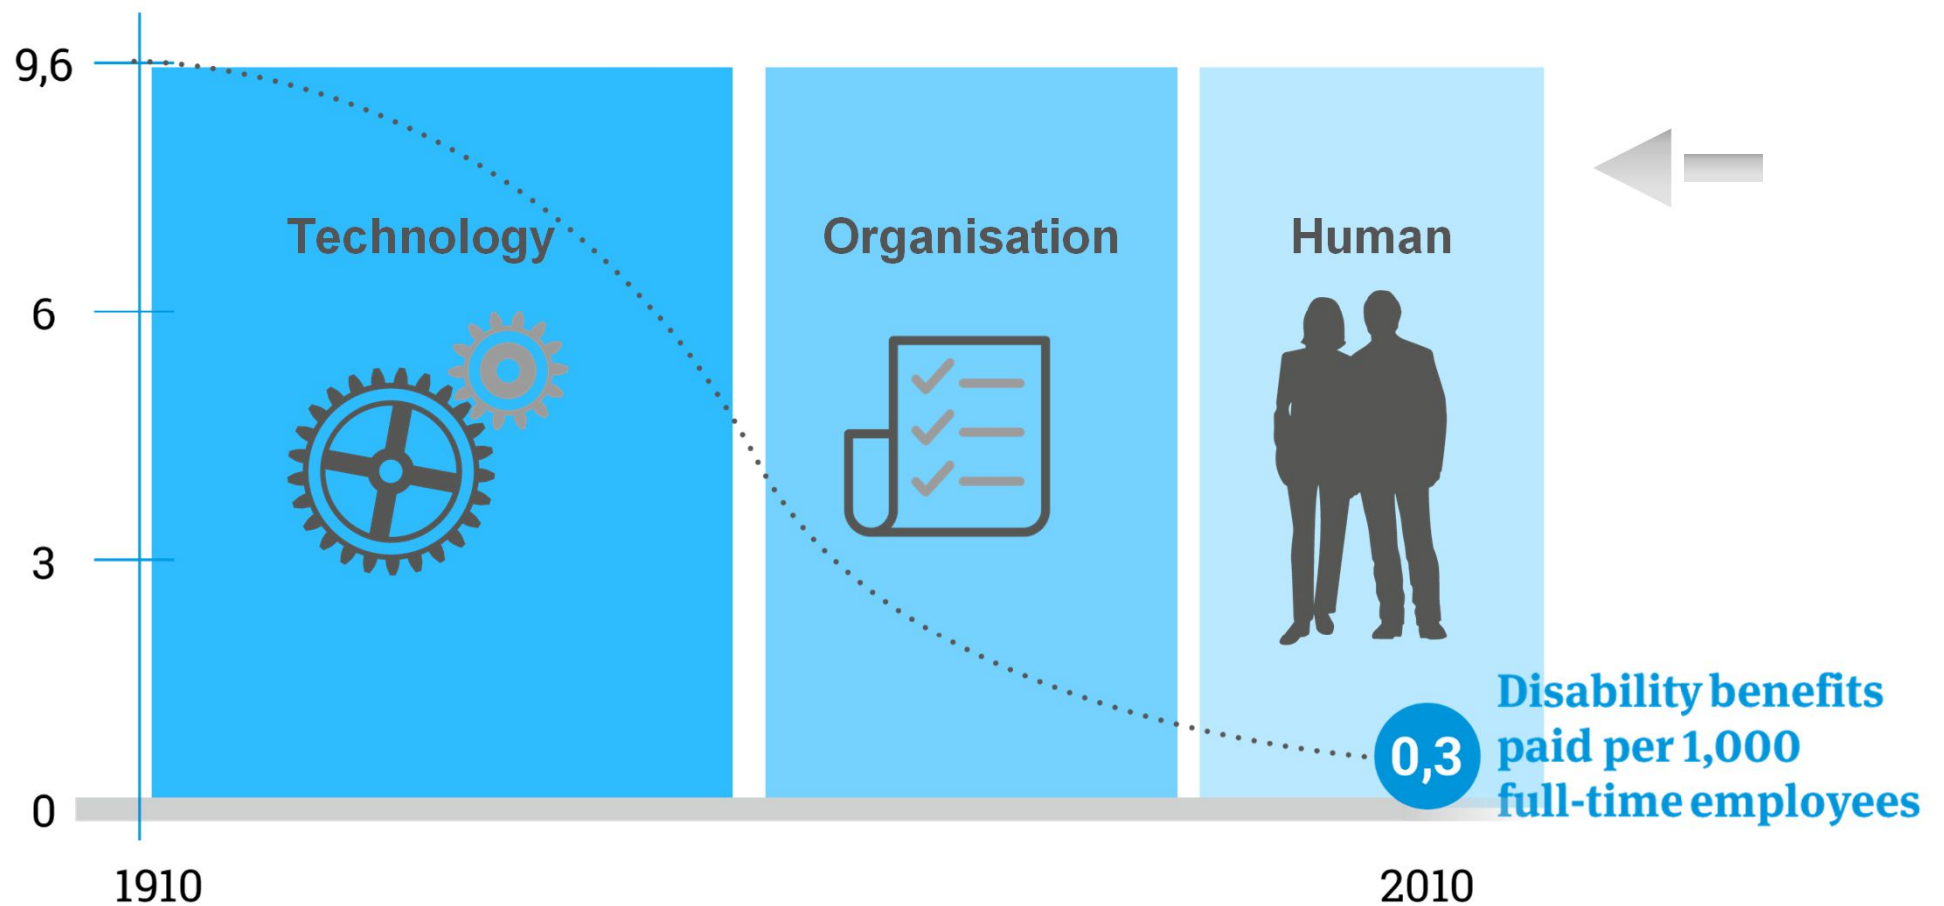 9,6
Technology
Organisation
Human
6
3
Disability benefits
0,3
paid per 1,000
full-time employees
0
1910
2010